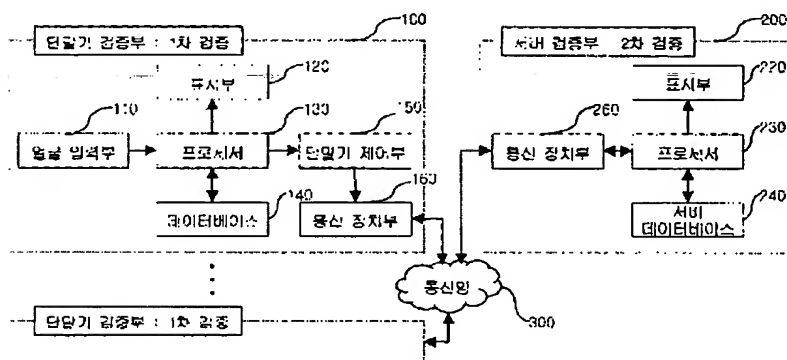 100
200
단말기 검증부 : 1차 검증
서버 검증부 2차 검증
120
표시부
220
표시부
110
130
150
260
230
얼굴 입력부
프로세서
단말기 제어부
통신 장치부
프로세서
140
160
240
데이터베이스
통신 장치부
서버
데이터베이스
통신망
300
단말기 검증부 : 1차 검증